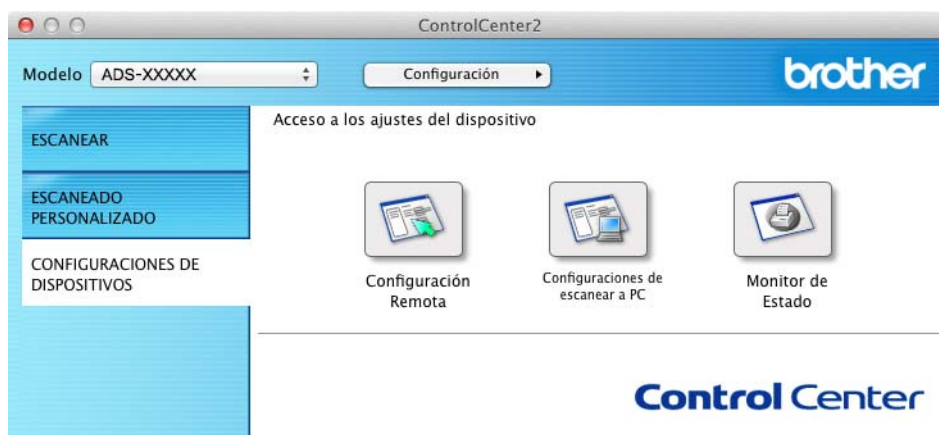 ControlCenter2
Modelo ADS-XXXXX Configuración brother
ESCANEAR
ESCANEADO
PERSONALIZADO
CONFIGURACIONES DE
DISPOSITIVOS
Acceso a los ajustes del dispositivo
Configuración
Remota
Configuraciones de
escanear a PC
Monitor de
Estado
Control Center